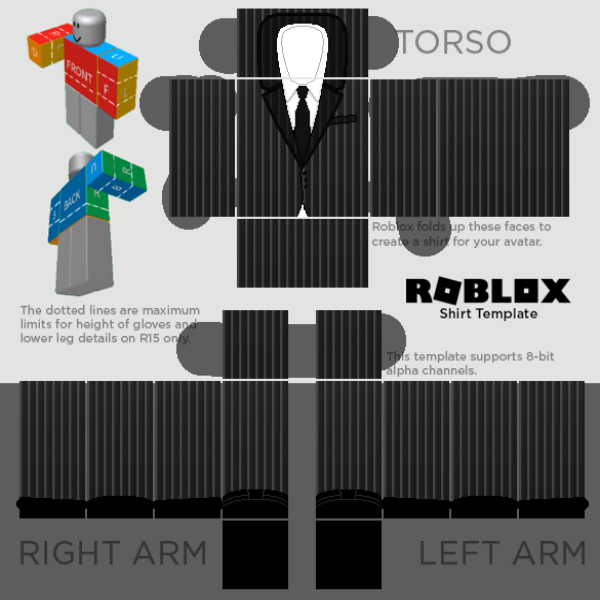 TORSO
FRONT
F
BACK
Roblox folds up these faces to
create a shirt for your avatar.
ROBLOX
Shirt Template
The dotted lines are maximum
limits for height of gloves and
lower leg details on R15 only.
This template supports 8-bit
alpha channels.
RIGHT ARM
LEFT ARM